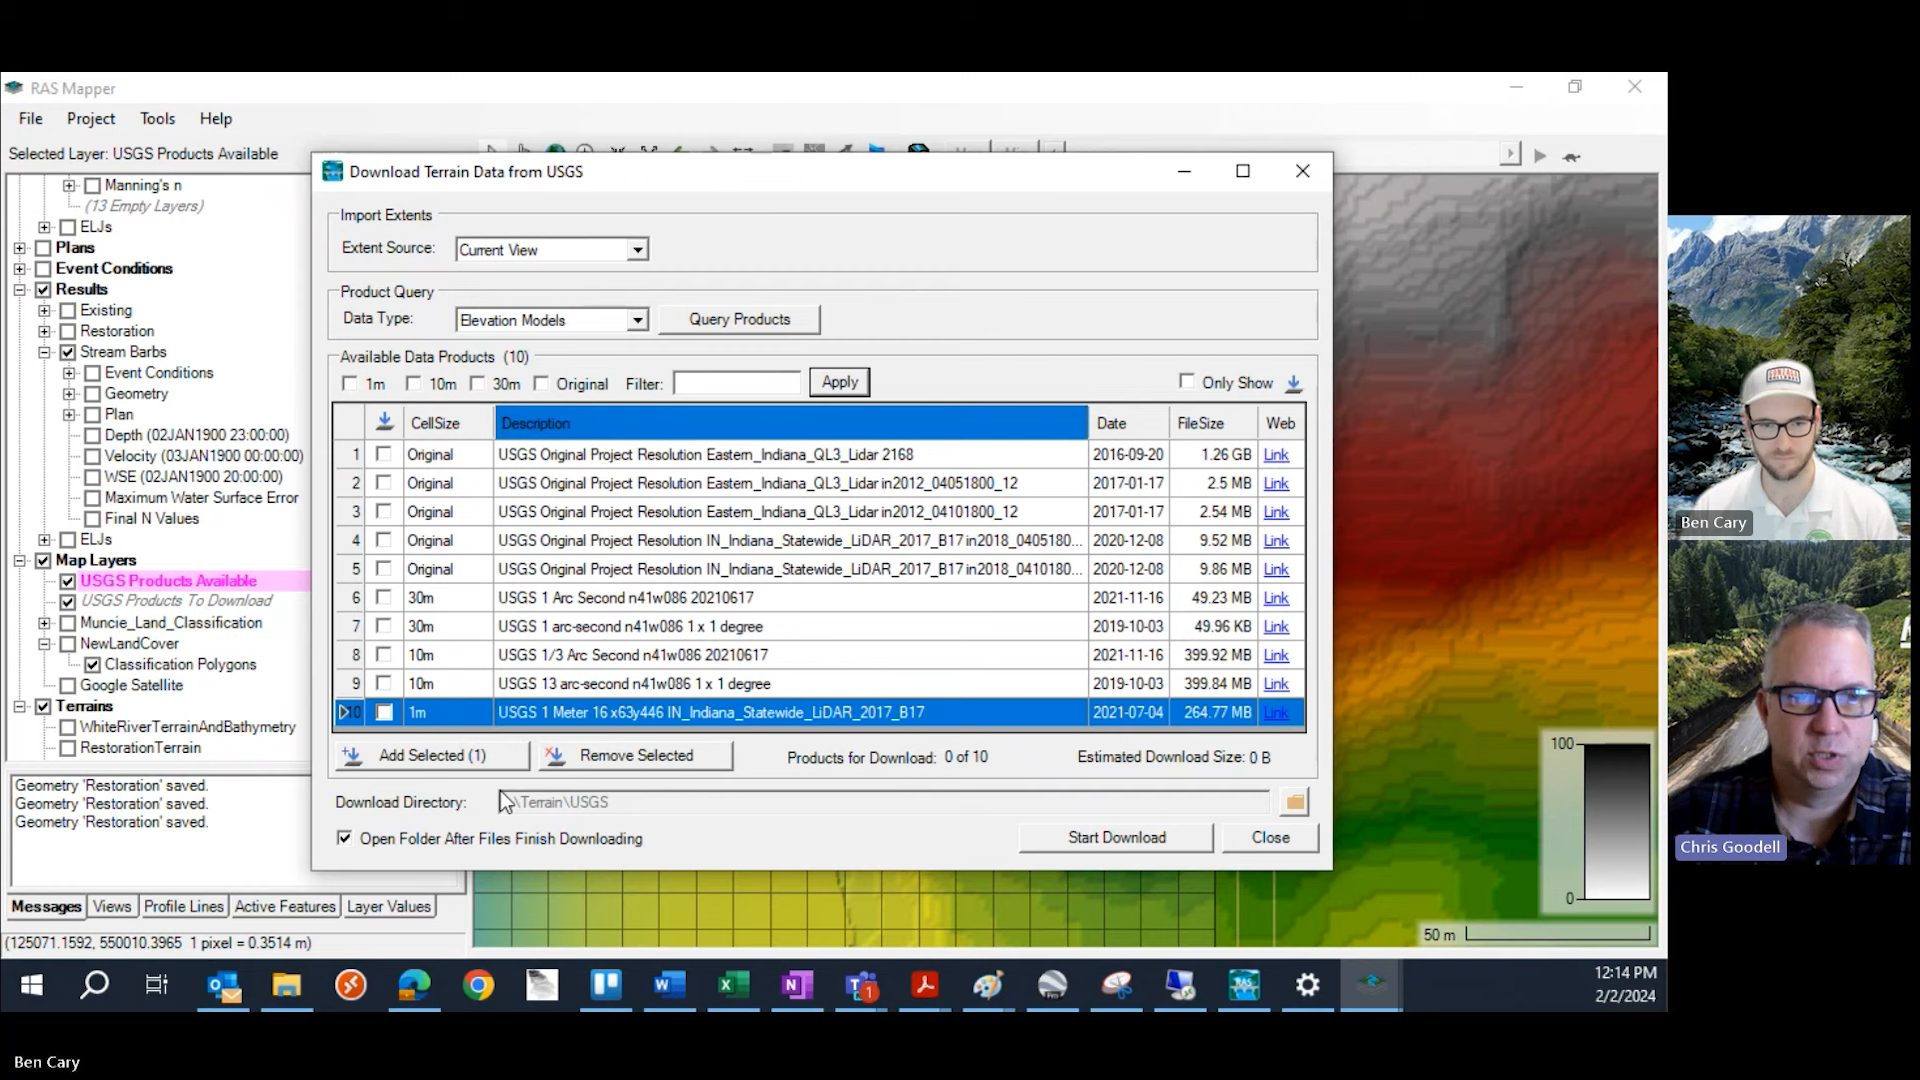 RAS Mapper
File Project Tools Help
Selected Layer: USGS Products Available
Manning's n
(13 Empty Layers)
ELJs
Plans
Event Conditions
Results
Existing
Restoration
Stream Barbs
Event Conditions
Geometry
Plan
Depth (02JAN1900 23:00:00)
Velocity (03JAN1900 00:00:00)
WSE (02JAN1900 20:00:00)
Maximum Water Surface Error
Final N Values
ELJs
Map Layers
USGS Products Available
USGS Products To Download
Muncie_Land_Classification
NewLandCover
Classification Polygons
Google Satellite
Terrains
WhiteRiverTerrainAndBathymetry
RestorationTerrain
Geometry 'Restoration' saved.
Geometry 'Restoration' saved.
Geometry 'Restoration' saved.
Messages Views Profile Lines Active Features Layer Values
(125071.1592, 550010.3965 1 pixel = 0.3514 m)
Download Terrain Data from USGS
Import Extents
Extent Source: Current View
Product Query
Data Type: Elevation Models Query Products
Available Data Products (10)
1m 10m 30m Original Filter: Apply Only Show
CellSize Description Date FileSize Web
1 Original USGS Original Project Resolution Eastern_Indiana_QL3_Lidar 2168 2016-09-20 1.26 GB Link
2 Original USGS Original Project Resolution Eastern_Indiana_QL3_Lidar in2012_04051800_12 2017-01-17 2.5 MB Link
3 Original USGS Original Project Resolution Eastern_Indiana_QL3_Lidar in2012_04101800_12 2017-01-17 2.54 MB Link
4 Original USGS Original Project Resolution IN_Indiana_Statewide_LiDAR_2017_B17 in2018_0405180... 2020-12-08 9.52 MB Link
5 Original USGS Original Project Resolution IN_Indiana_Statewide_LiDAR_2017_B17 in2018_0410180... 2020-12-08 9.86 MB Link
6 30m USGS 1 Arc Second n41w086 20210617 2021-11-16 49.23 MB Link
7 30m USGS 1 arc-second n41w086 1 x 1 degree 2019-10-03 49.96 KB Link
8 10m USGS 1/3 Arc Second n41w086 20210617 2021-11-16 399.92 MB Link
9 10m USGS 13 arc-second n41w086 1 x 1 degree 2019-10-03 399.84 MB Link
10 1m USGS 1 Meter 16 x63y446 IN_Indiana_Statewide_LiDAR_2017_B17 2021-07-04 264.77 MB Link
Add Selected (1) Remove Selected Products for Download: 0 of 10 Estimated Download Size: 0 B
Download Directory: \Terrain\USGS
Open Folder After Files Finish Downloading Start Download Close
100
0
50 m
12:14 PM
2/2/2024
Ben Cary
Chris Goodell
Ben Cary